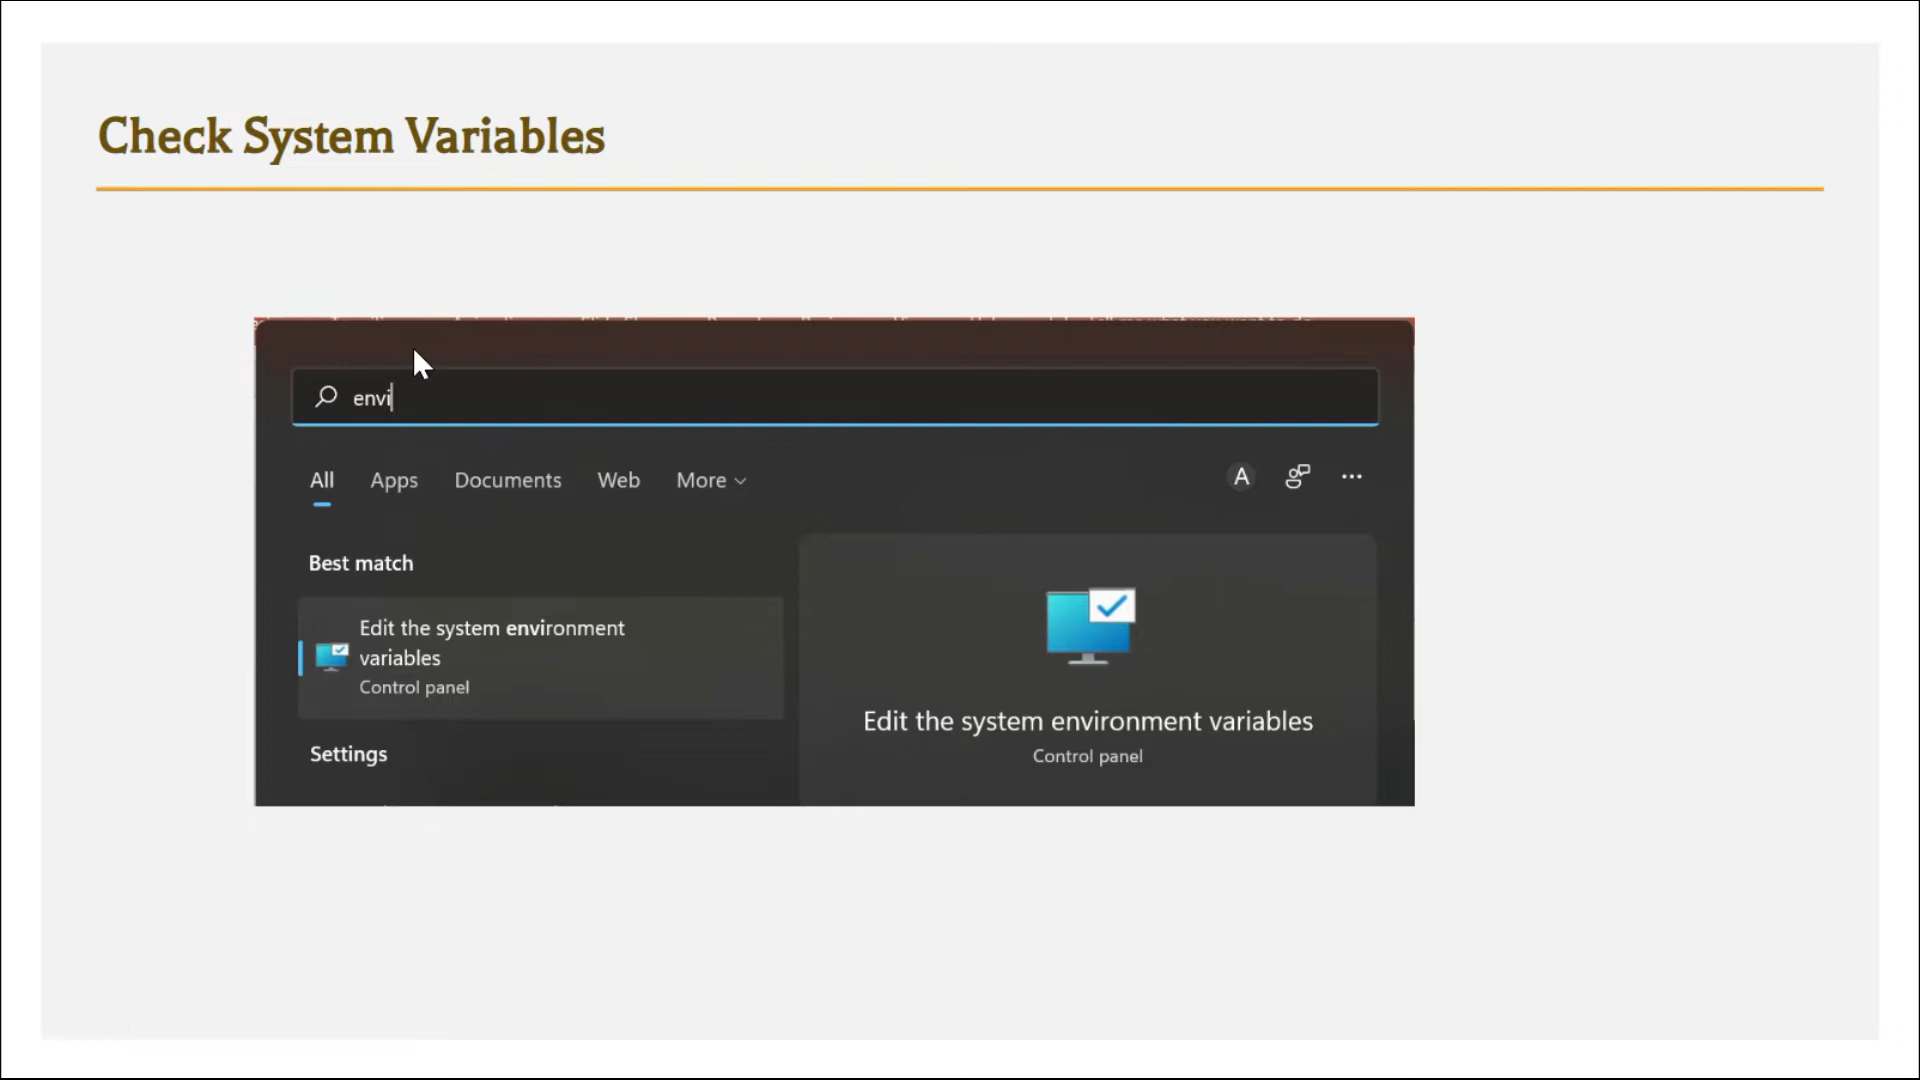 Check System Variables
envi
All Apps Documents Web More
A
Best match
Edit the system environment
variables
Control panel
Settings
Edit the system environment variables
Control panel